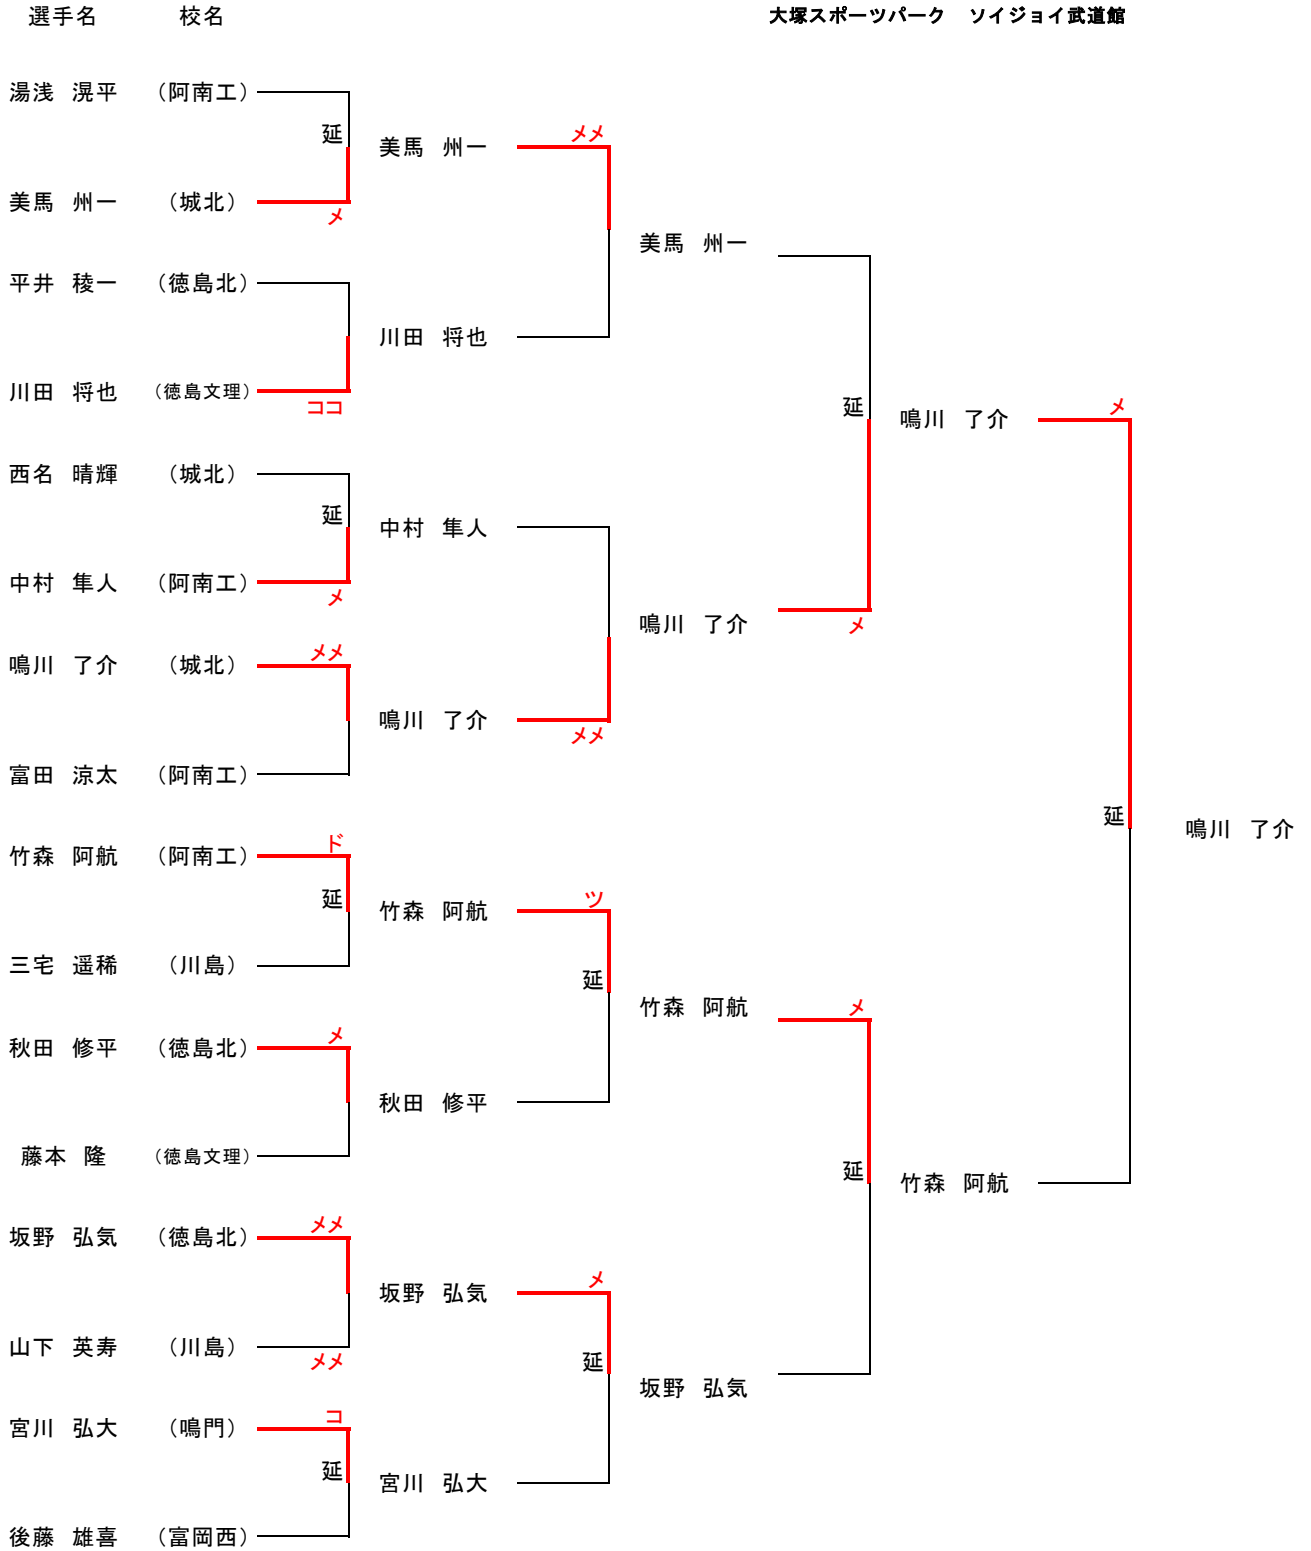 選手名 校名 大塚スポーツパーク ソイジョイ武道館
湯浅 滉平 (阿南工)
延
美馬 州一
メメ
美馬 州一 (城北)
メ
美馬 州一
平井 稜一 (徳島北)
川田 将也
川田 将也 (徳島文理)
ココ
延
鳴川 了介
メ
西名 晴輝 (城北)
延
中村 隼人
中村 隼人 (阿南工)
メ
鳴川 了介
メ
鳴川 了介 (城北)
メメ
鳴川 了介
メメ
富田 涼太 (阿南工)
延
鳴川 了介
竹森 阿航 (阿南工)
ド
延
竹森 阿航
ツ
三宅 遥稀 (川島)
延
竹森 阿航
メ
秋田 修平 (徳島北)
メ
秋田 修平
藤本 隆 (徳島文理)
延
竹森 阿航
坂野 弘気 (徳島北)
メメ
坂野 弘気
メ
山下 英寿 (川島)
メメ
延
坂野 弘気
宮川 弘大 (鳴門)
コ
延
宮川 弘大
後藤 雄喜 (富岡西)